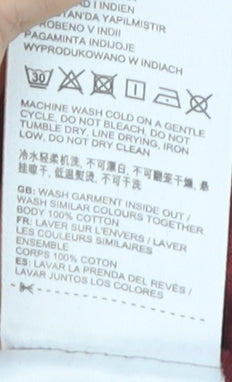 D I INDIEN
STAN'DA YAPILMIŞTIR
ROBENO V INDII
PAGAMINTA INDIJOJE
WYPRODUKOWANO W INDIACH
30
MACHINE WASH COLD ON A GENTLE
CYCLE, DO NOT BLEACH, DO NOT
TUMBLE DRY, LINE DRYING, IRON
LOW, DO NOT DRY CLEAN
冷水轻柔机洗, 不可漂白, 不可翻笼干燥, 悬
挂晾干, 低温熨烫, 不可干洗
GB: WASH GARMENT INSIDE OUT /
WASH SIMILAR COLOURS TOGETHER
BODY 100% COTTON
FR: LAVER SUR L'ENVERS / LAVER
LES COULEURS SIMILAIRES
ENSEMBLE
CORPS 100% COTON
ES: LAVAR LA PRENDA DEL REVÉS /
LAVAR JUNTOS LOS COLORES